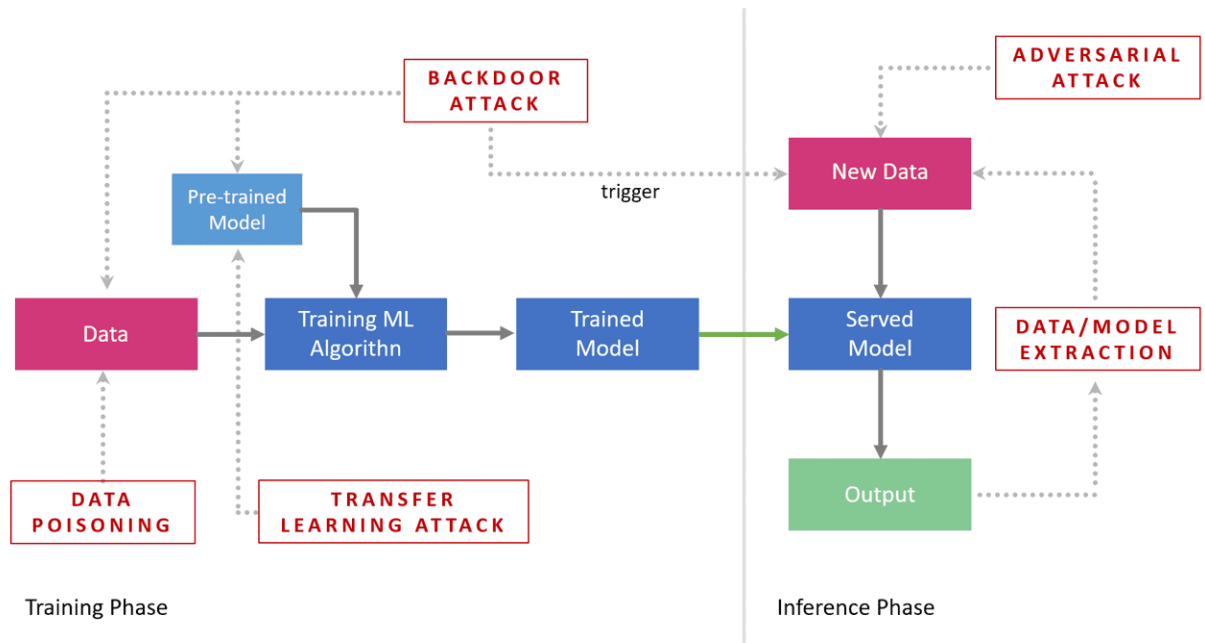 BACKDOOR
ATTACK
ADVERSARIAL
ATTACK
Pre-trained
Model
trigger
New Data
Data
Training ML
Algorithn
Trained
Model
Served
Model
DATA/MODEL
EXTRACTION
DATA
POISONING
TRANSFER
LEARNING ATTACK
Output
Training Phase
Inference Phase